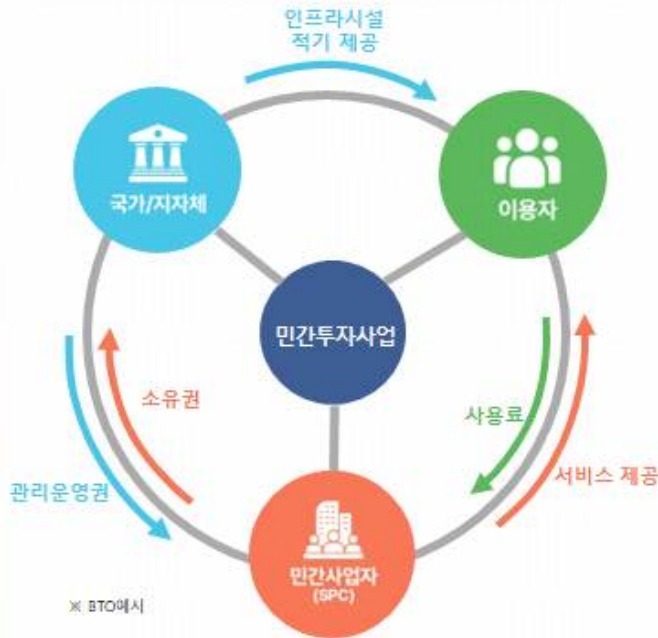 인프라시설
적기 제공
국가/지자체
이용자
민간투자사업
소유권
사용료
관리운영권
서비스 제공
민간사업자
(SPC)
※ BTO예시